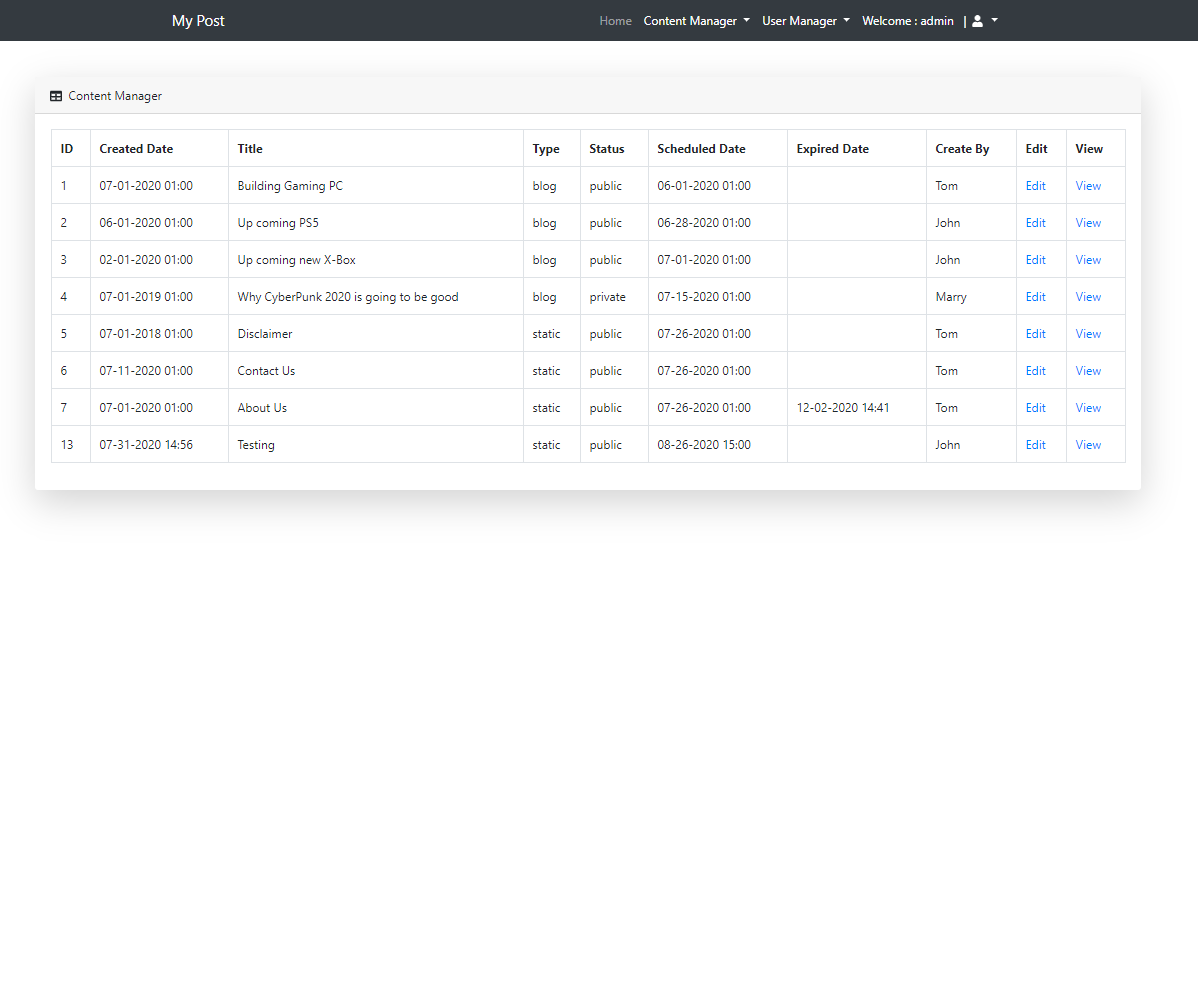 My Post Home Content Manager User Manager Welcome : admin |
Content Manager
ID Created Date Title Type Status Scheduled Date Expired Date Create By Edit View
1 07-01-2020 01:00 Building Gaming PC blog public 06-01-2020 01:00 Tom Edit View
2 06-01-2020 01:00 Up coming PS5 blog public 06-28-2020 01:00 John Edit View
3 02-01-2020 01:00 Up coming new X-Box blog public 07-01-2020 01:00 John Edit View
4 07-01-2019 01:00 Why CyberPunk 2020 is going to be good blog private 07-15-2020 01:00 Marry Edit View
5 07-01-2018 01:00 Disclaimer static public 07-26-2020 01:00 Tom Edit View
6 07-11-2020 01:00 Contact Us static public 07-26-2020 01:00 Tom Edit View
7 07-01-2020 01:00 About Us static public 07-26-2020 01:00 12-02-2020 14:41 Tom Edit View
13 07-31-2020 14:56 Testing static public 08-26-2020 15:00 John Edit View